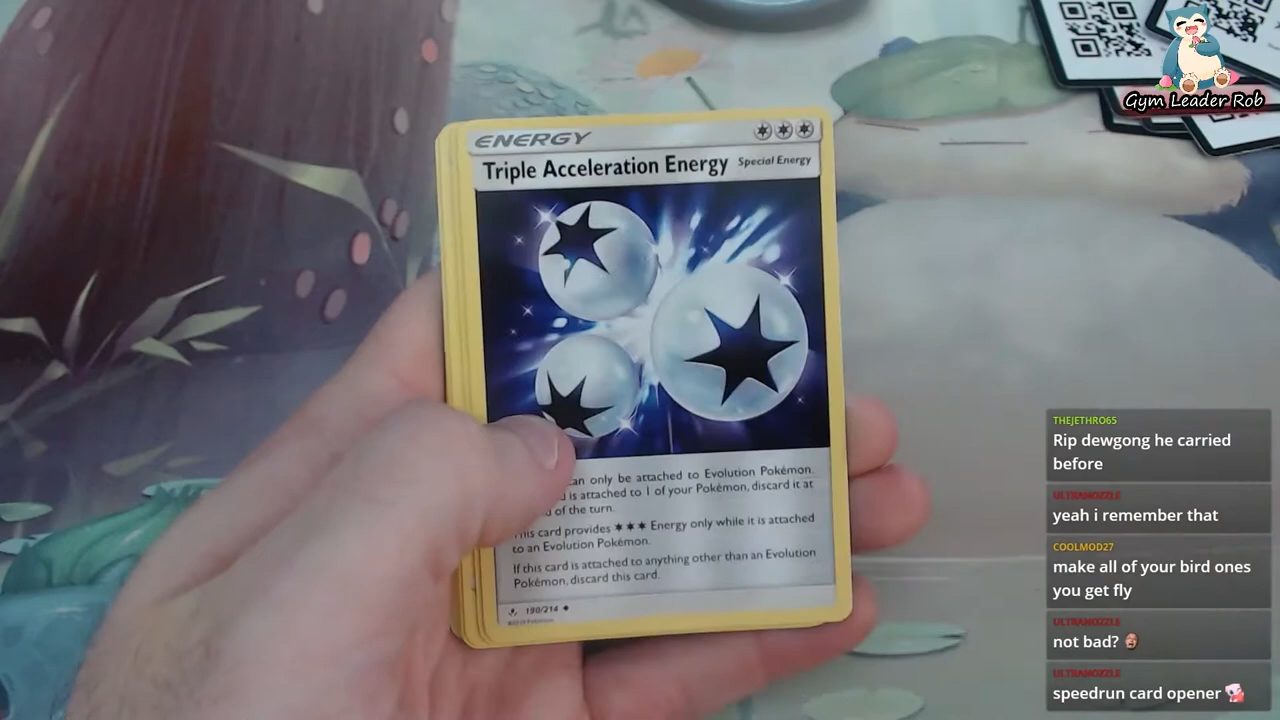 Gym Leader Rob
ENERGY
Triple Acceleration Energy Special Energy
an only be attached to Evolution Pokémon.
is attached to 1 of your Pokémon, discard it at
of the turn.
This card provides ✶✶✶ Energy only while it is attached
to an Evolution Pokémon.
If this card is attached to anything other than an Evolution
Pokémon, discard this card.
190/214
THEJETHRO65
Rip dewgong he carried
before
ULTRAMOZZLE
yeah i remember that
COOLMOD27
make all of your bird ones
you get fly
ULTRAMOZZLE
not bad?
ULTRAMOZZLE
speedrun card opener